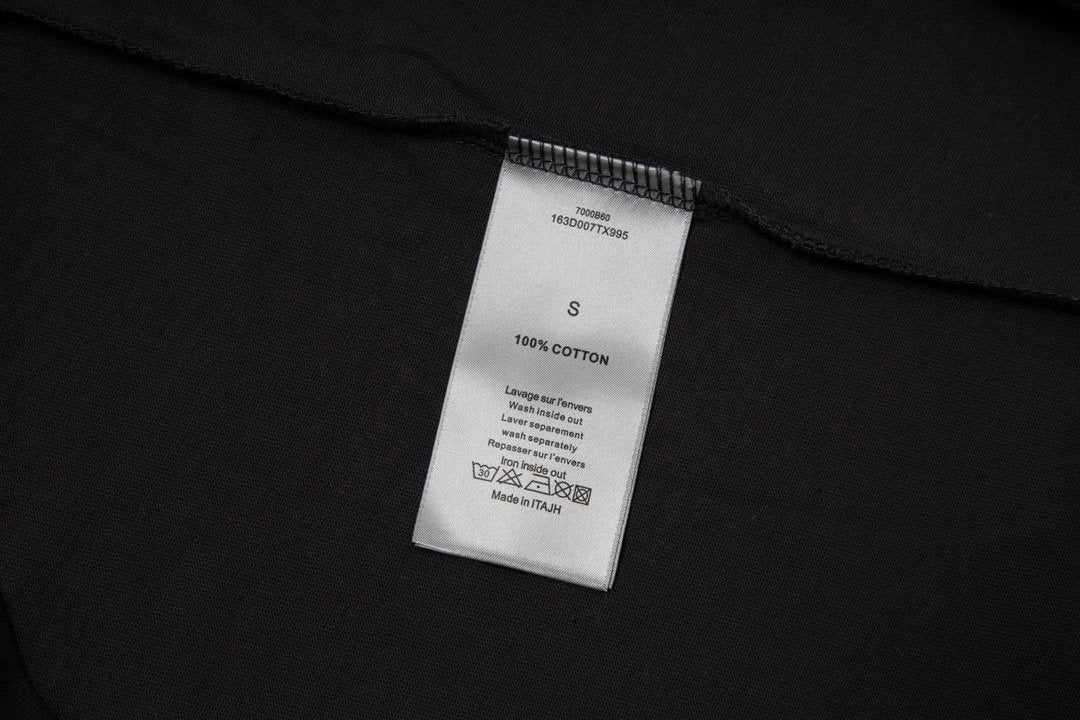 7000B60
163D007TX995
S
100% COTTON
Lavage sur l'envers
Wash inside out
Laver separement
wash separately
Repasser sur l'envers
Iron Inside out
30
Made in ITAJH